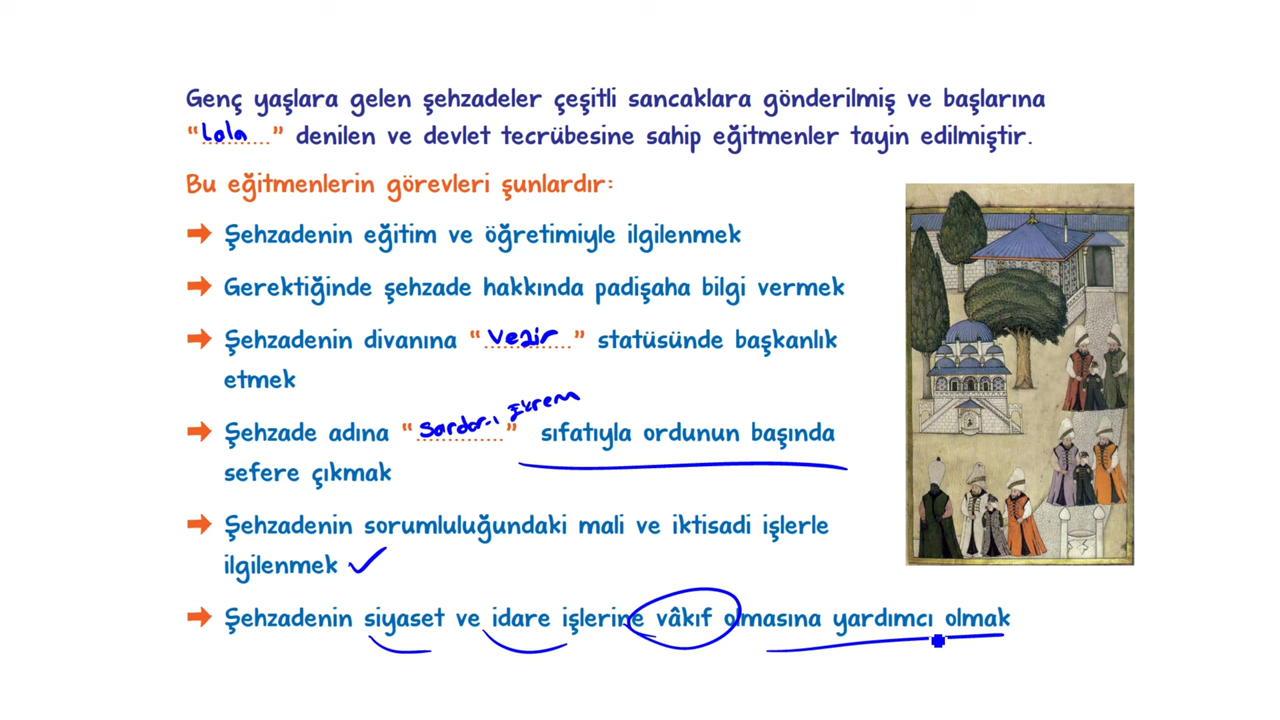 Genç yaşlara gelen şehzadeler çeşitli sancaklara gönderilmiş ve başlarına
“Lala” denilen ve devlet tecrübesine sahip eğitmenler tayin edilmiştir.
Bu eğitmenlerin görevleri şunlardır:
Şehzadenin eğitim ve öğretimiyle ilgilenmek
Gerektiğinde şehzade hakkında padişaha bilgi vermek
Şehzadenin divanına “vezir” statüsünde başkanlık
etmek
Şehzade adına “Sardar-ı Ekrem” sıfatıyla ordunun başında
sefere çıkmak
Şehzadenin sorumluluğundaki mali ve iktisadi işlerle
ilgilenmek
Şehzadenin siyaset ve idare işlerine vâkıf olmasına yardımcı olmak